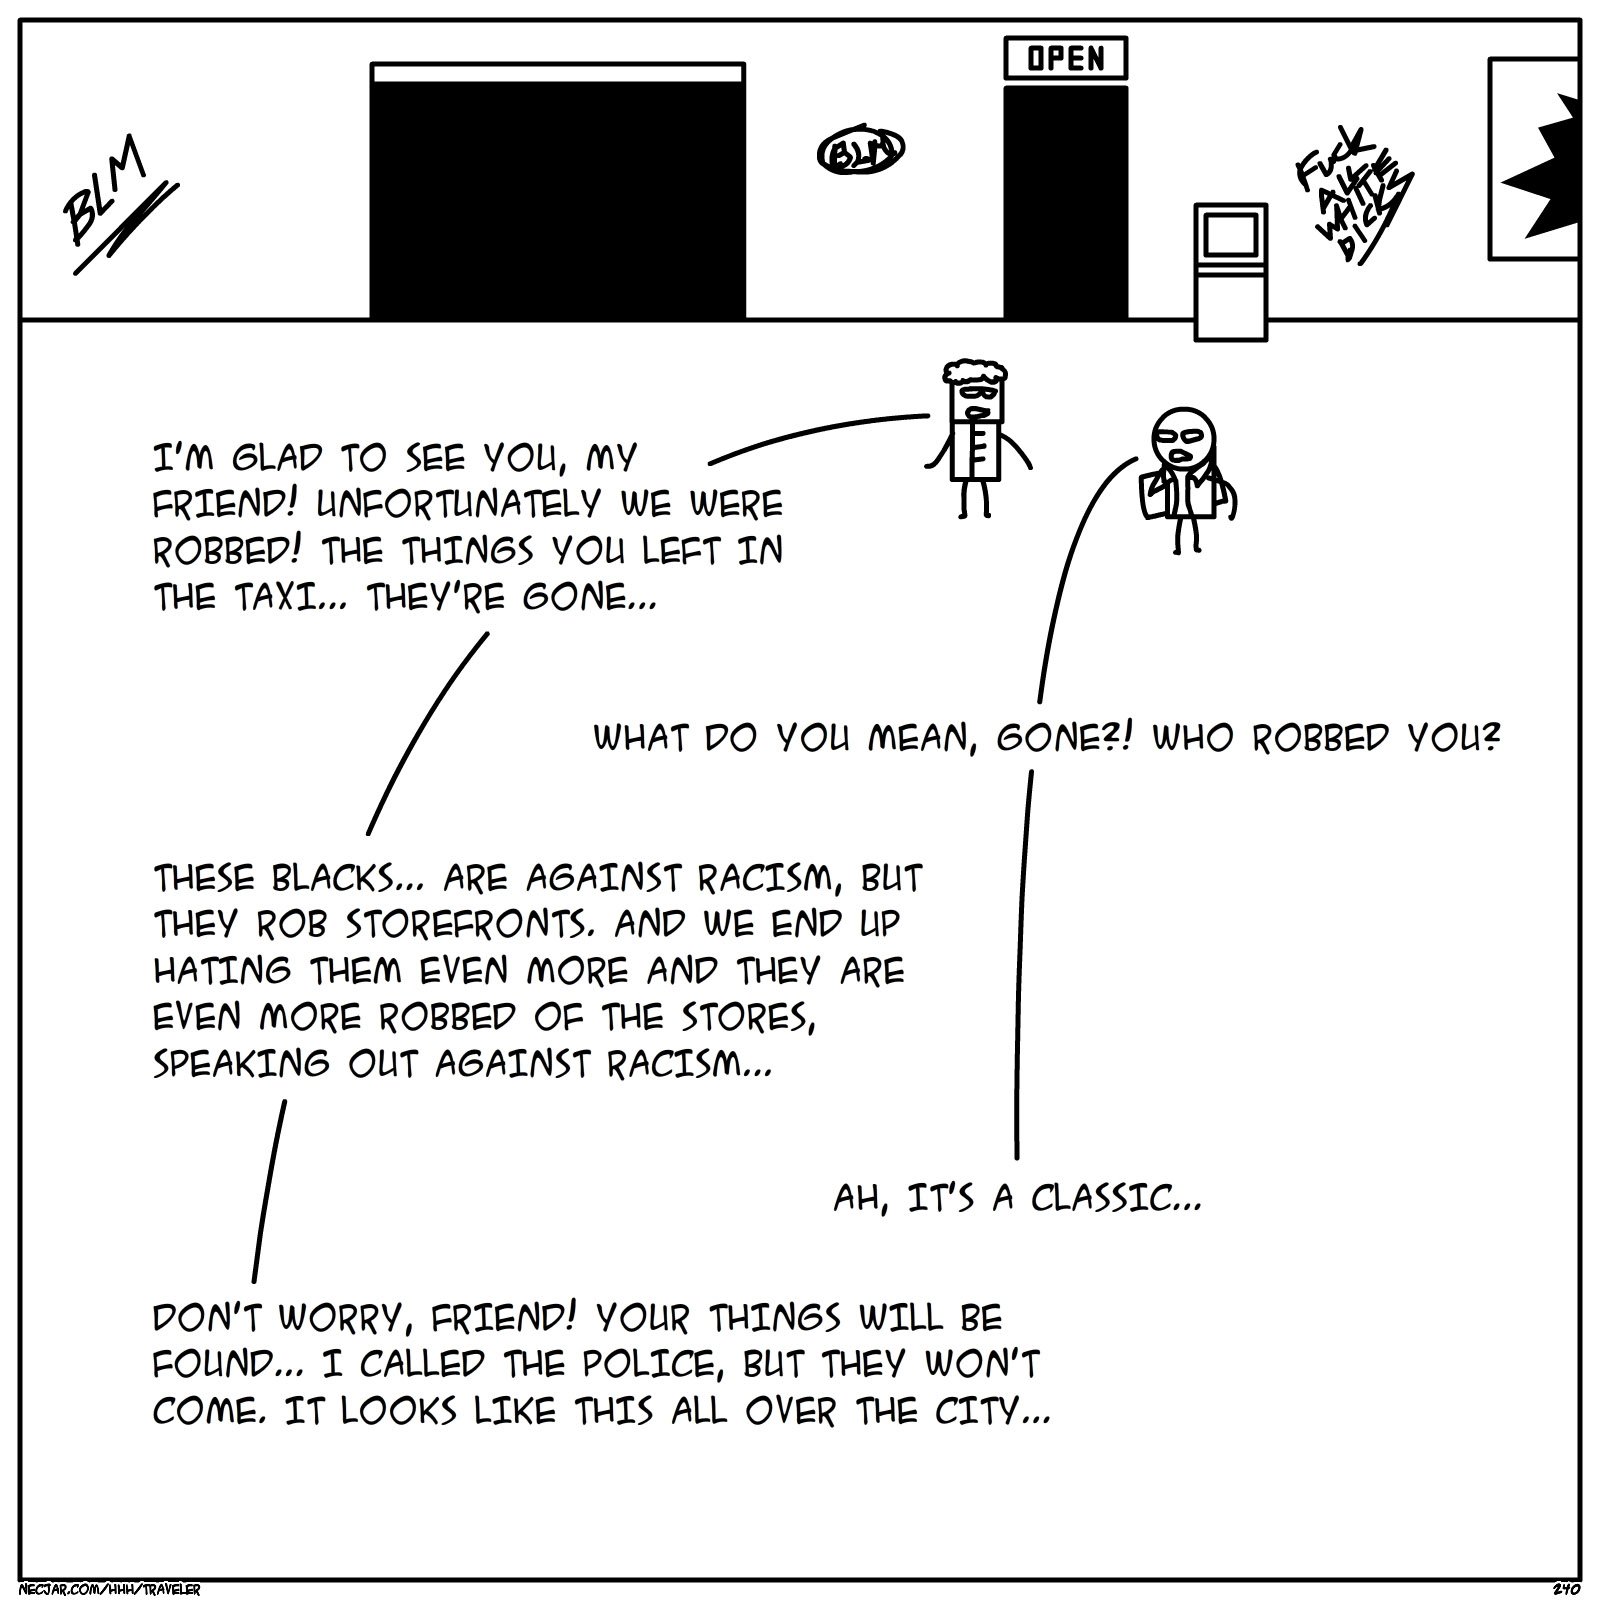 OPEN
BLM
BLM
FUCK
ALL
WHITE
DICKS
I'M GLAD TO SEE YOU, MY
FRIEND! UNFORTUNATELY WE WERE
ROBBED! THE THINGS YOU LEFT IN
THE TAXI... THEY'RE GONE...
WHAT DO YOU MEAN, GONE?! WHO ROBBED YOU?
THESE BLACKS... ARE AGAINST RACISM, BUT
THEY ROB STOREFRONTS. AND WE END UP
HATING THEM EVEN MORE AND THEY ARE
EVEN MORE ROBBED OF THE STORES,
SPEAKING OUT AGAINST RACISM...
AH, IT'S A CLASSIC...
DON'T WORRY, FRIEND! YOUR THINGS WILL BE
FOUND... I CALLED THE POLICE, BUT THEY WON'T
COME. IT LOOKS LIKE THIS ALL OVER THE CITY...
NECJAR.COM/HHH/TRAVELER
240